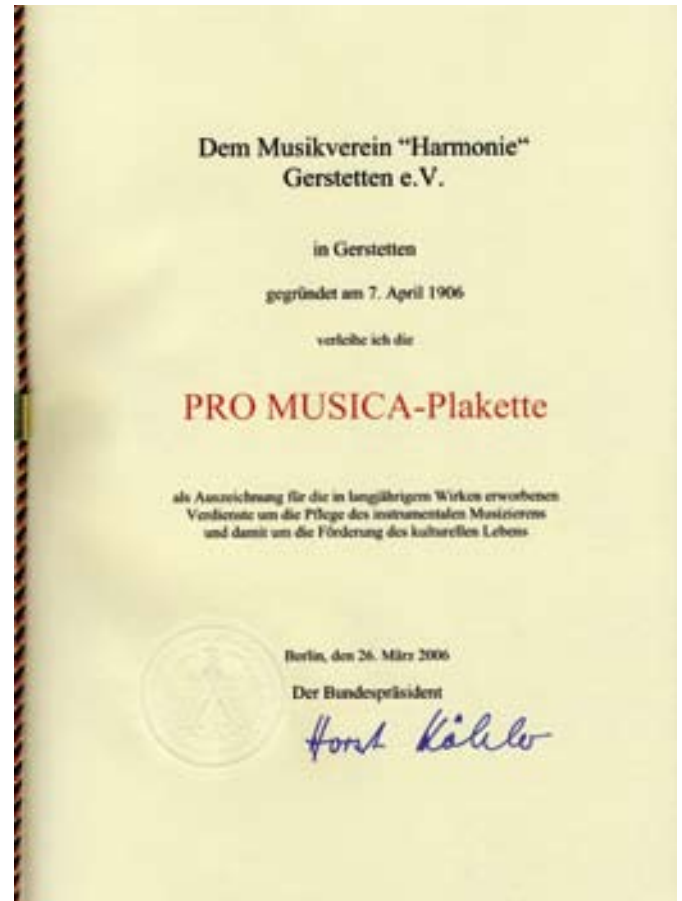 Dem Musikverein “Harmonie“
Gerstetten e.V.
in Gerstetten
gegründet am 7. April 1906
verleihe ich die
PRO MUSICA-Plakette
als Auszeichnung für die in langjährigem Wirken erworbenen
Verdienste um die Pflege des instrumentalen Musizierens
und damit um die Förderung des kulturellen Lebens
Berlin, den 26. März 2006
Der Bundespräsident
Horst Köhler